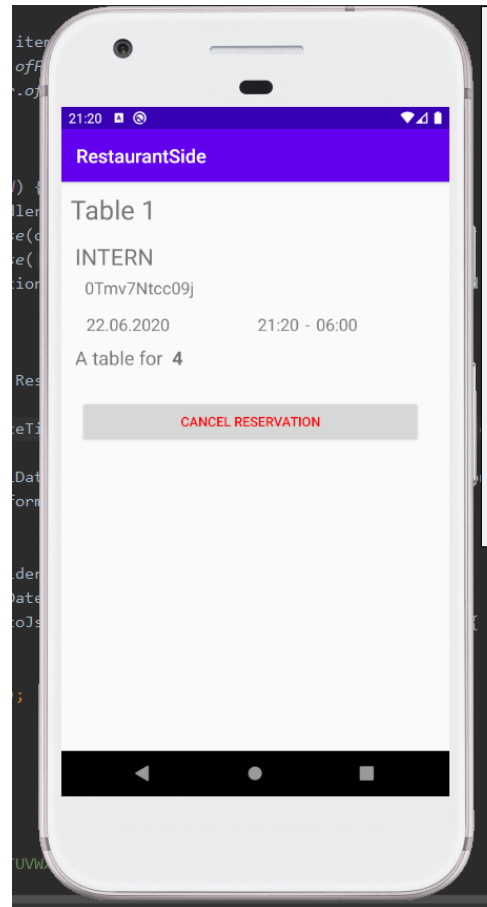 21:20
RestaurantSide
Table 1
INTERN
0Tmv7Ntcc09j
22.06.2020 21:20 - 06:00
A table for 4
CANCEL RESERVATION